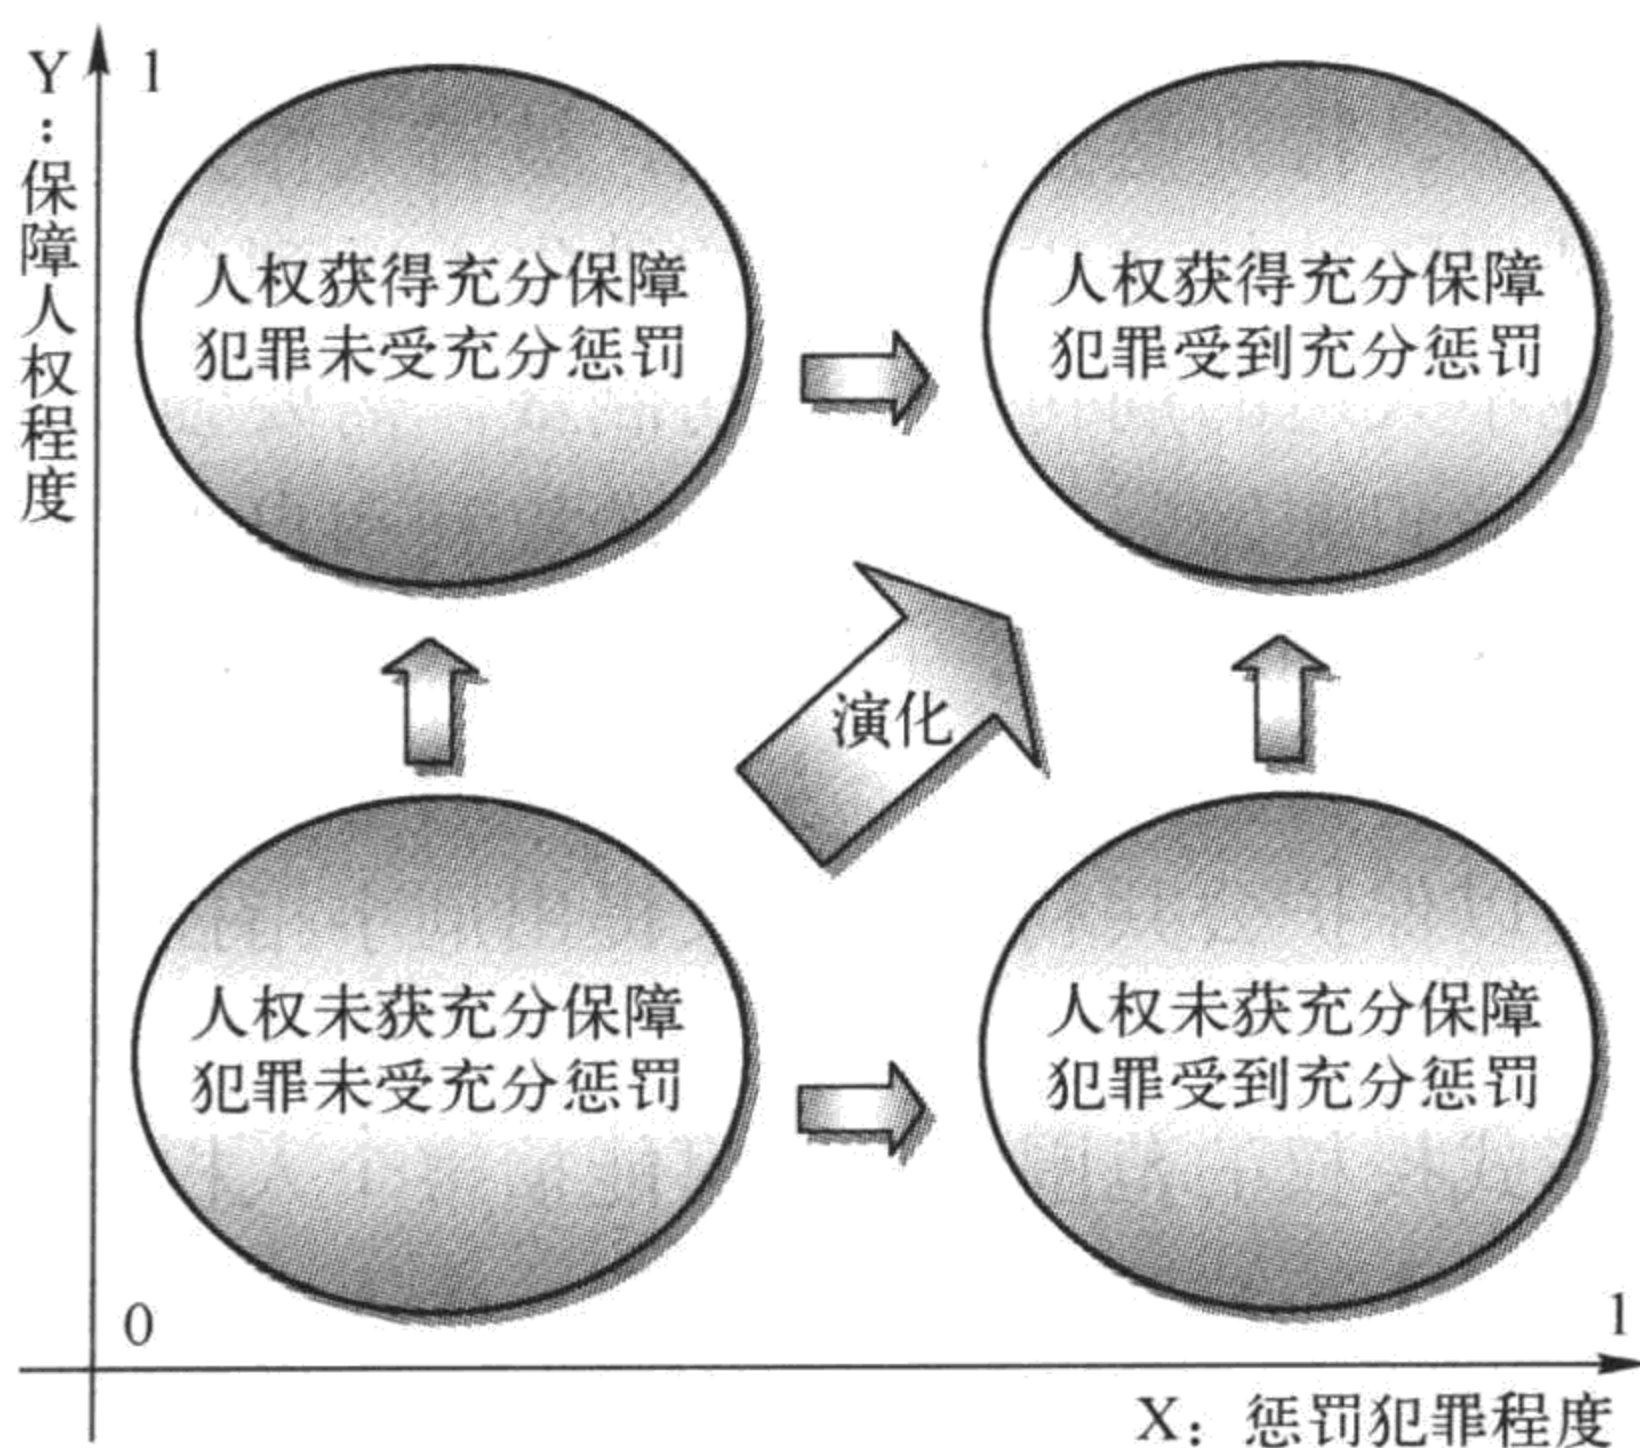 Y：保障人权程度
1
人权获得充分保障
犯罪未受充分惩罚
人权获得充分保障
犯罪受到充分惩罚
演化
人权未获充分保障
犯罪未受充分惩罚
人权未获充分保障
犯罪受到充分惩罚
0
1
X：惩罚犯罪程度